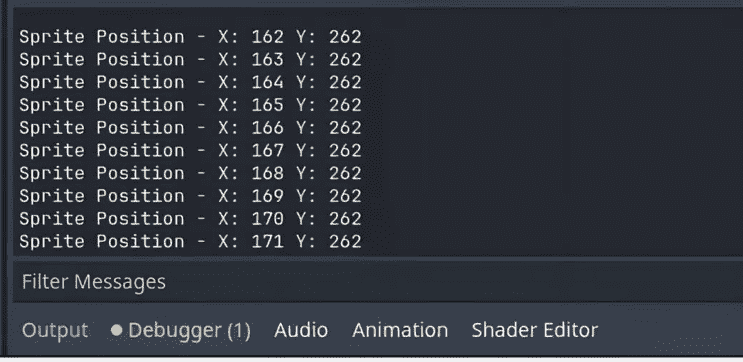 Sprite Position - X: 162 Y: 262
Sprite Position - X: 163 Y: 262
Sprite Position - X: 164 Y: 262
Sprite Position - X: 165 Y: 262
Sprite Position - X: 166 Y: 262
Sprite Position - X: 167 Y: 262
Sprite Position - X: 168 Y: 262
Sprite Position - X: 169 Y: 262
Sprite Position - X: 170 Y: 262
Sprite Position - X: 171 Y: 262
Filter Messages
Output ● Debugger (1) Audio Animation Shader Editor